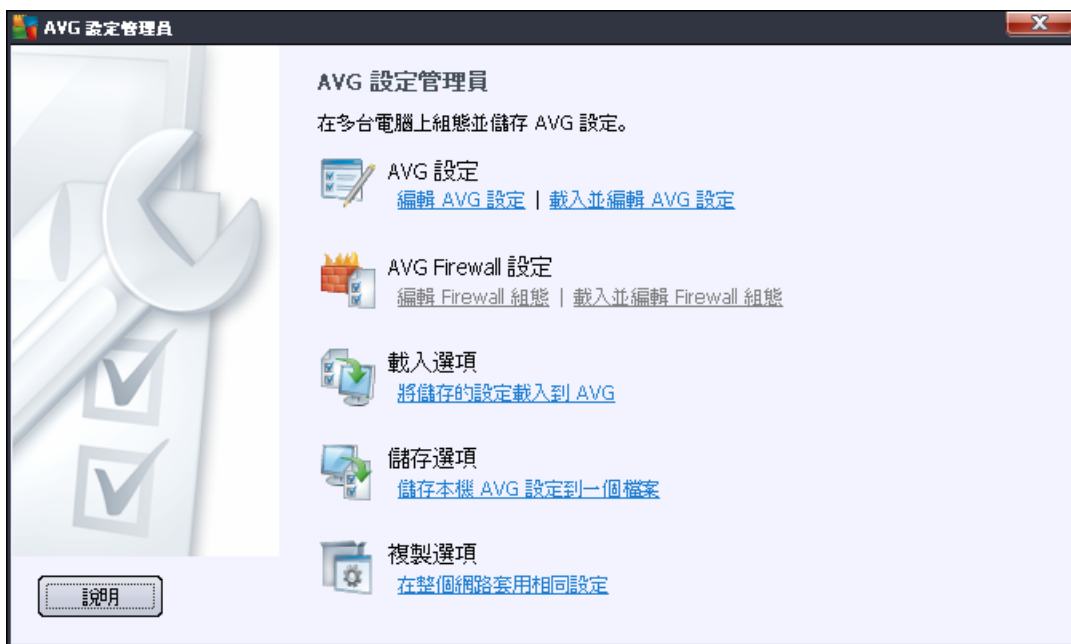 AVG 設定管理員
AVG 設定管理員
在多台電腦上組態並儲存 AVG 設定。
AVG 設定
編輯 AVG 設定 | 載入並編輯 AVG 設定
AVG Firewall 設定
編輯 Firewall 組態 | 載入並編輯 Firewall 組態
載入選項
將儲存的設定載入到 AVG
儲存選項
儲存本機 AVG 設定到一個檔案
複製選項
在整個網路套用相同設定
說明